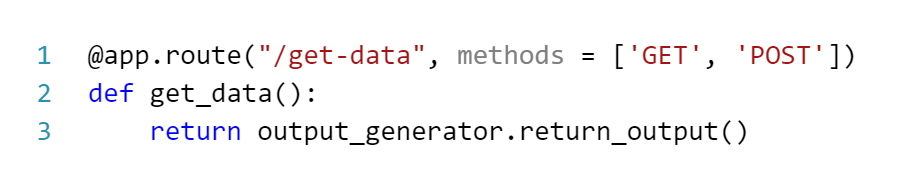 1 @app.route("/get-data", methods = ['GET', 'POST'])
2 def get_data():
3     return output_generator.return_output()